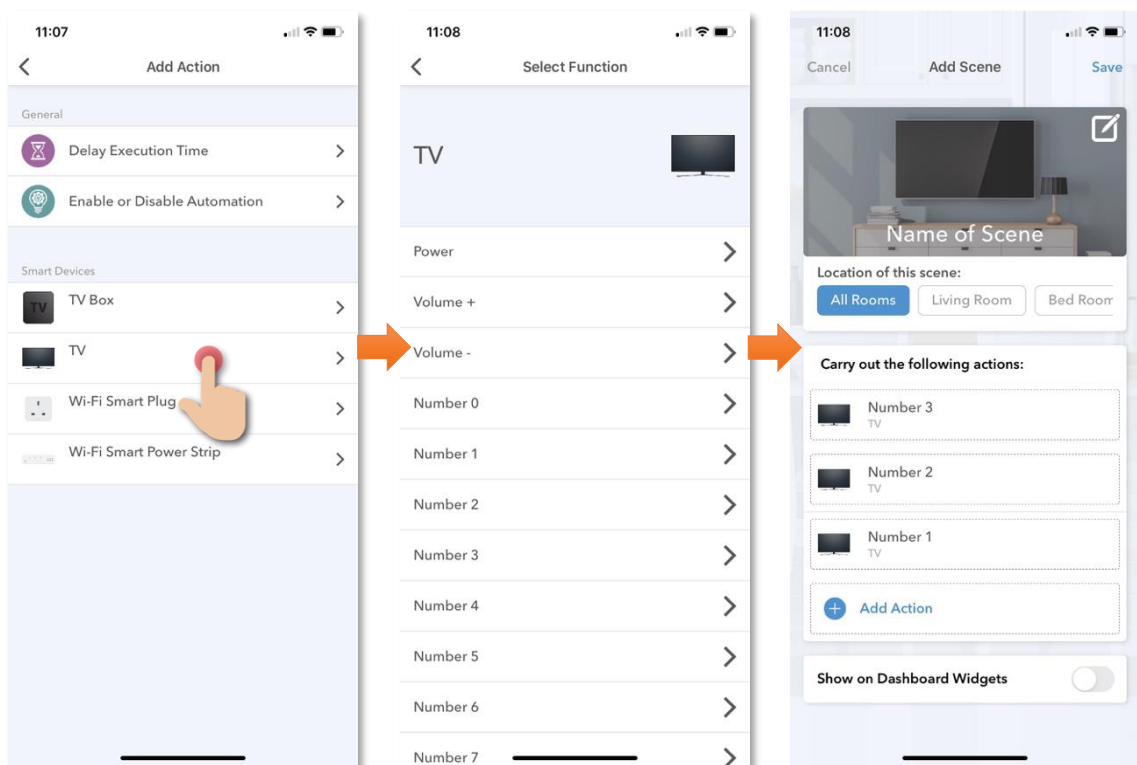 11:07
Add Action
General
Delay Execution Time
Enable or Disable Automation
Smart Devices
TV
TV Box
TV
Wi-Fi Smart Plug
Wi-Fi Smart Power Strip
11:08
Select Function
TV
Power
Volume +
Volume -
Number 0
Number 1
Number 2
Number 3
Number 4
Number 5
Number 6
Number 7
11:08
Cancel Add Scene Save
Name of Scene
Location of this scene:
All Rooms Living Room Bed Room
Carry out the following actions:
Number 3
TV
Number 2
TV
Number 1
TV
Add Action
Show on Dashboard Widgets